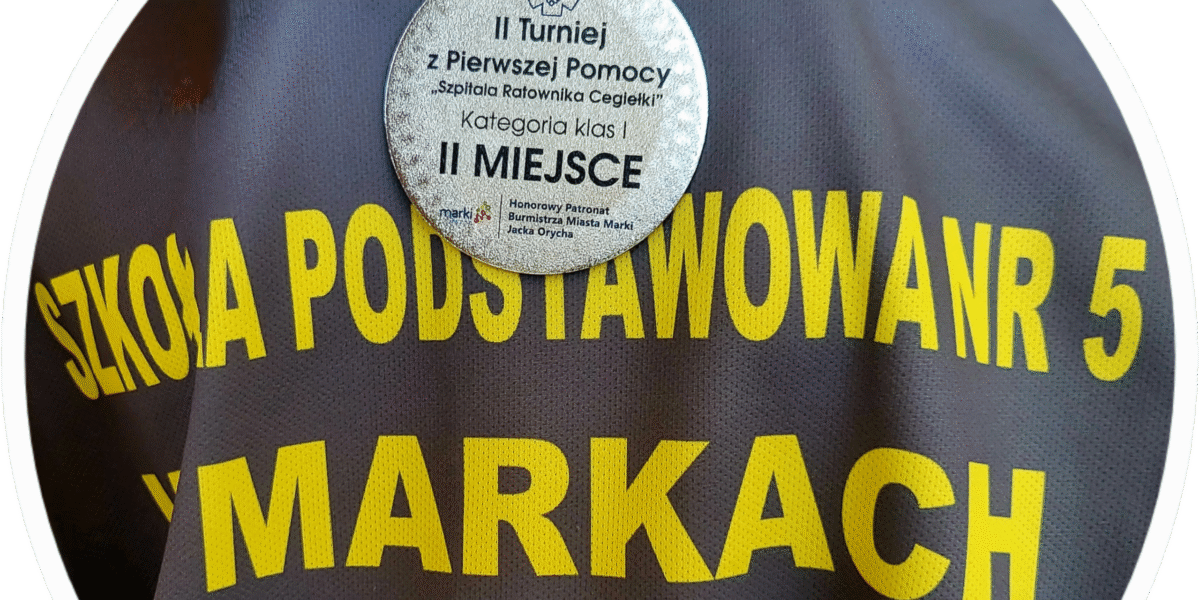 II Turniej
z Pierwszej Pomocy
„Szpitala Ratownika Cegiełki”
Kategoria klas I
II MIEJSCE
marki
Honorowy Patronat
Burmistrza Miasta Marki
Jacka Orycha
SZKOŁA PODSTAWOWA NR 5
W MARKACH